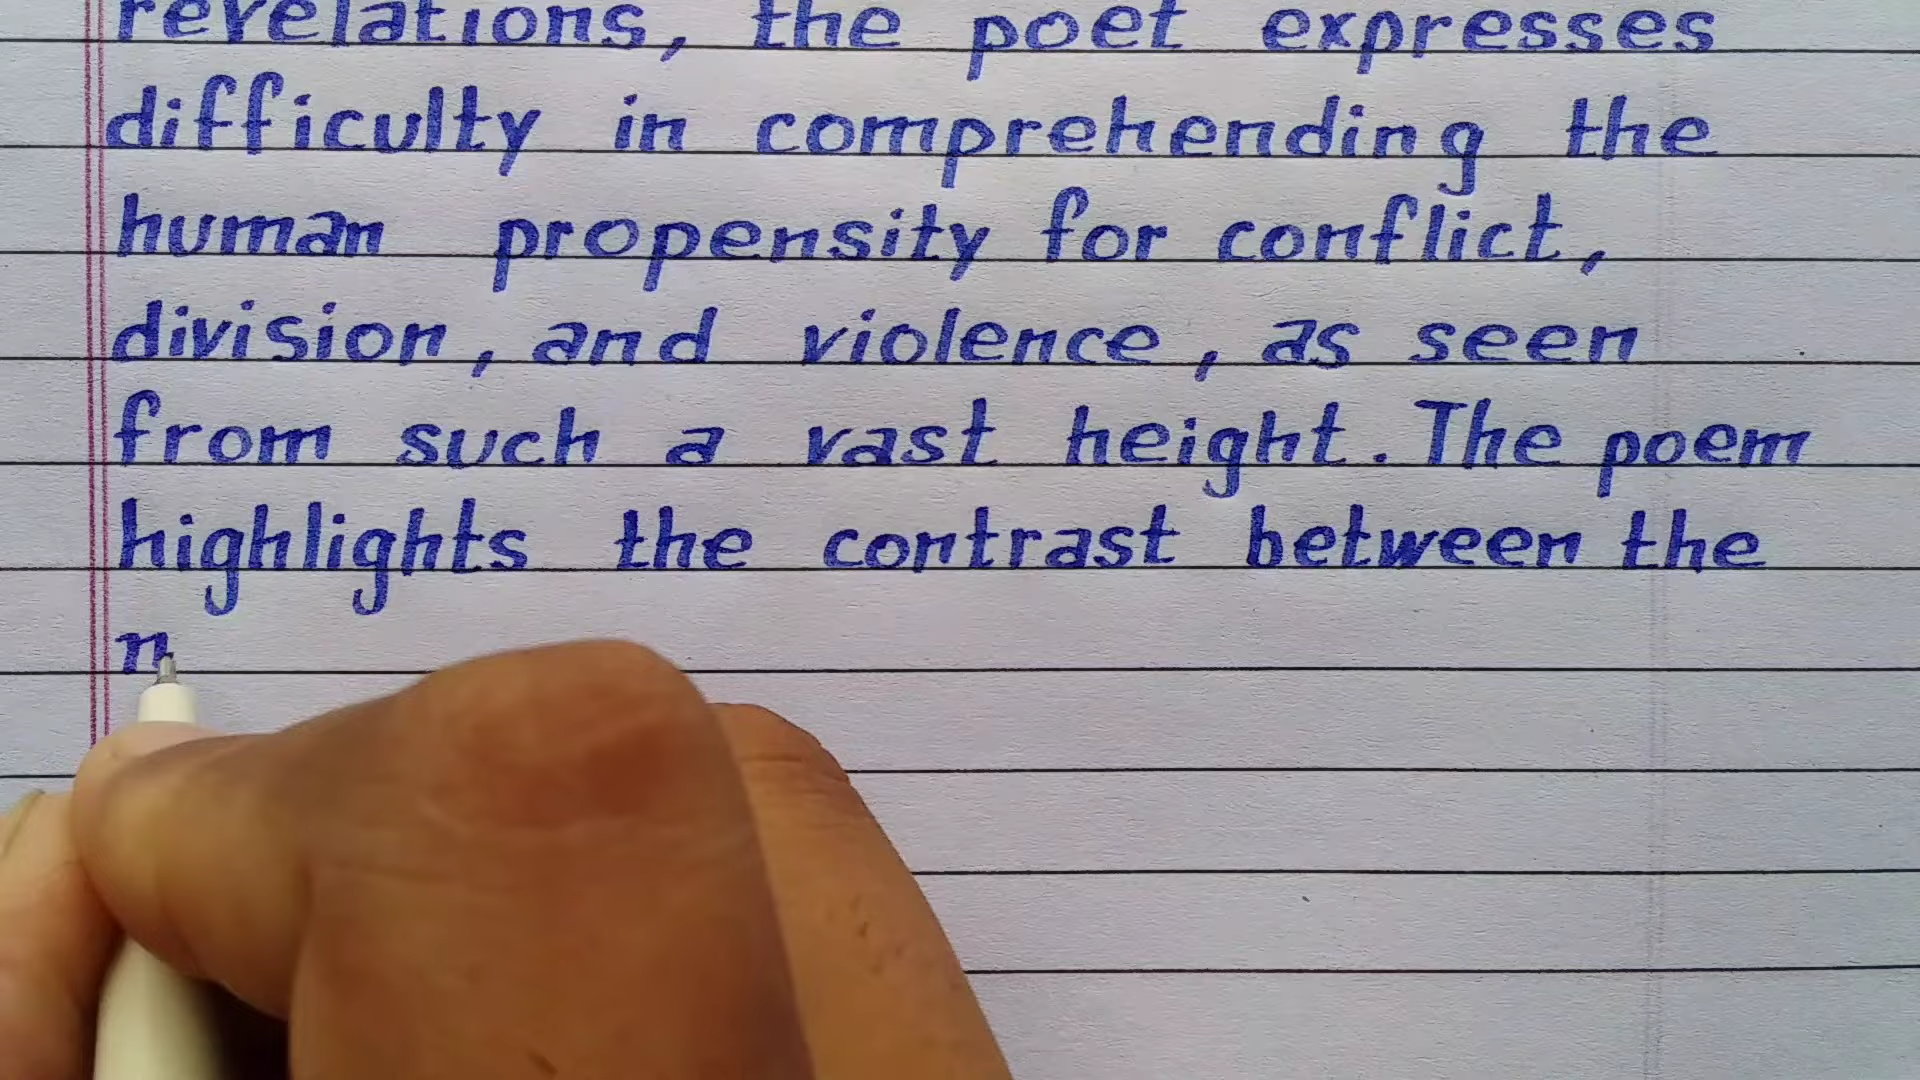 revelations, the poet expresses
difficulty in comprehending the
human propensity for conflict,
division, and violence, as seen
from such a vast height. The poem
highlights the contrast between the
n